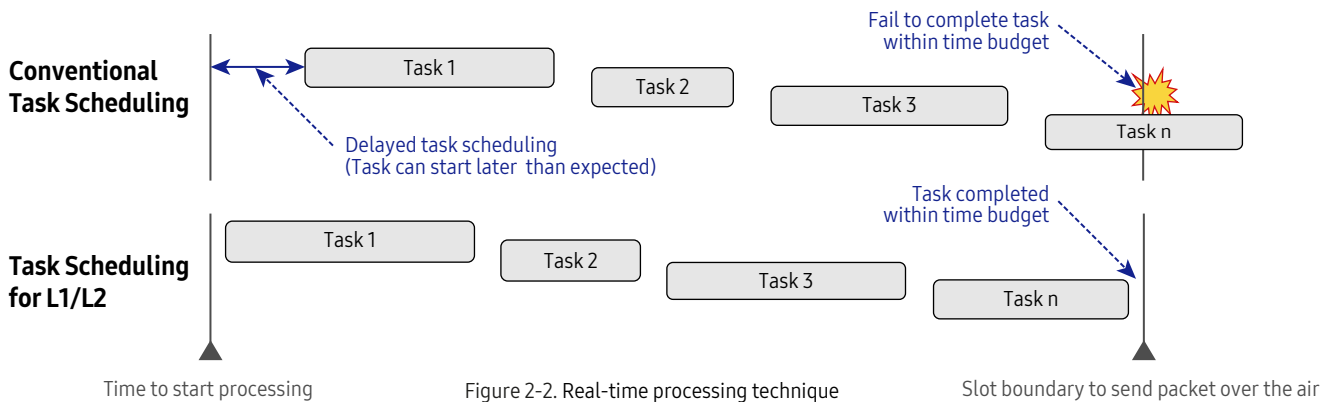 Conventional
Task Scheduling
Task 1
Task 2
Task 3
Task n
Fail to complete task
within time budget
Delayed task scheduling
(Task can start later than expected)
Task Scheduling
for L1/L2
Task 1
Task 2
Task 3
Task n
Task completed
within time budget
Time to start processing
Figure 2-2. Real-time processing technique
Slot boundary to send packet over the air